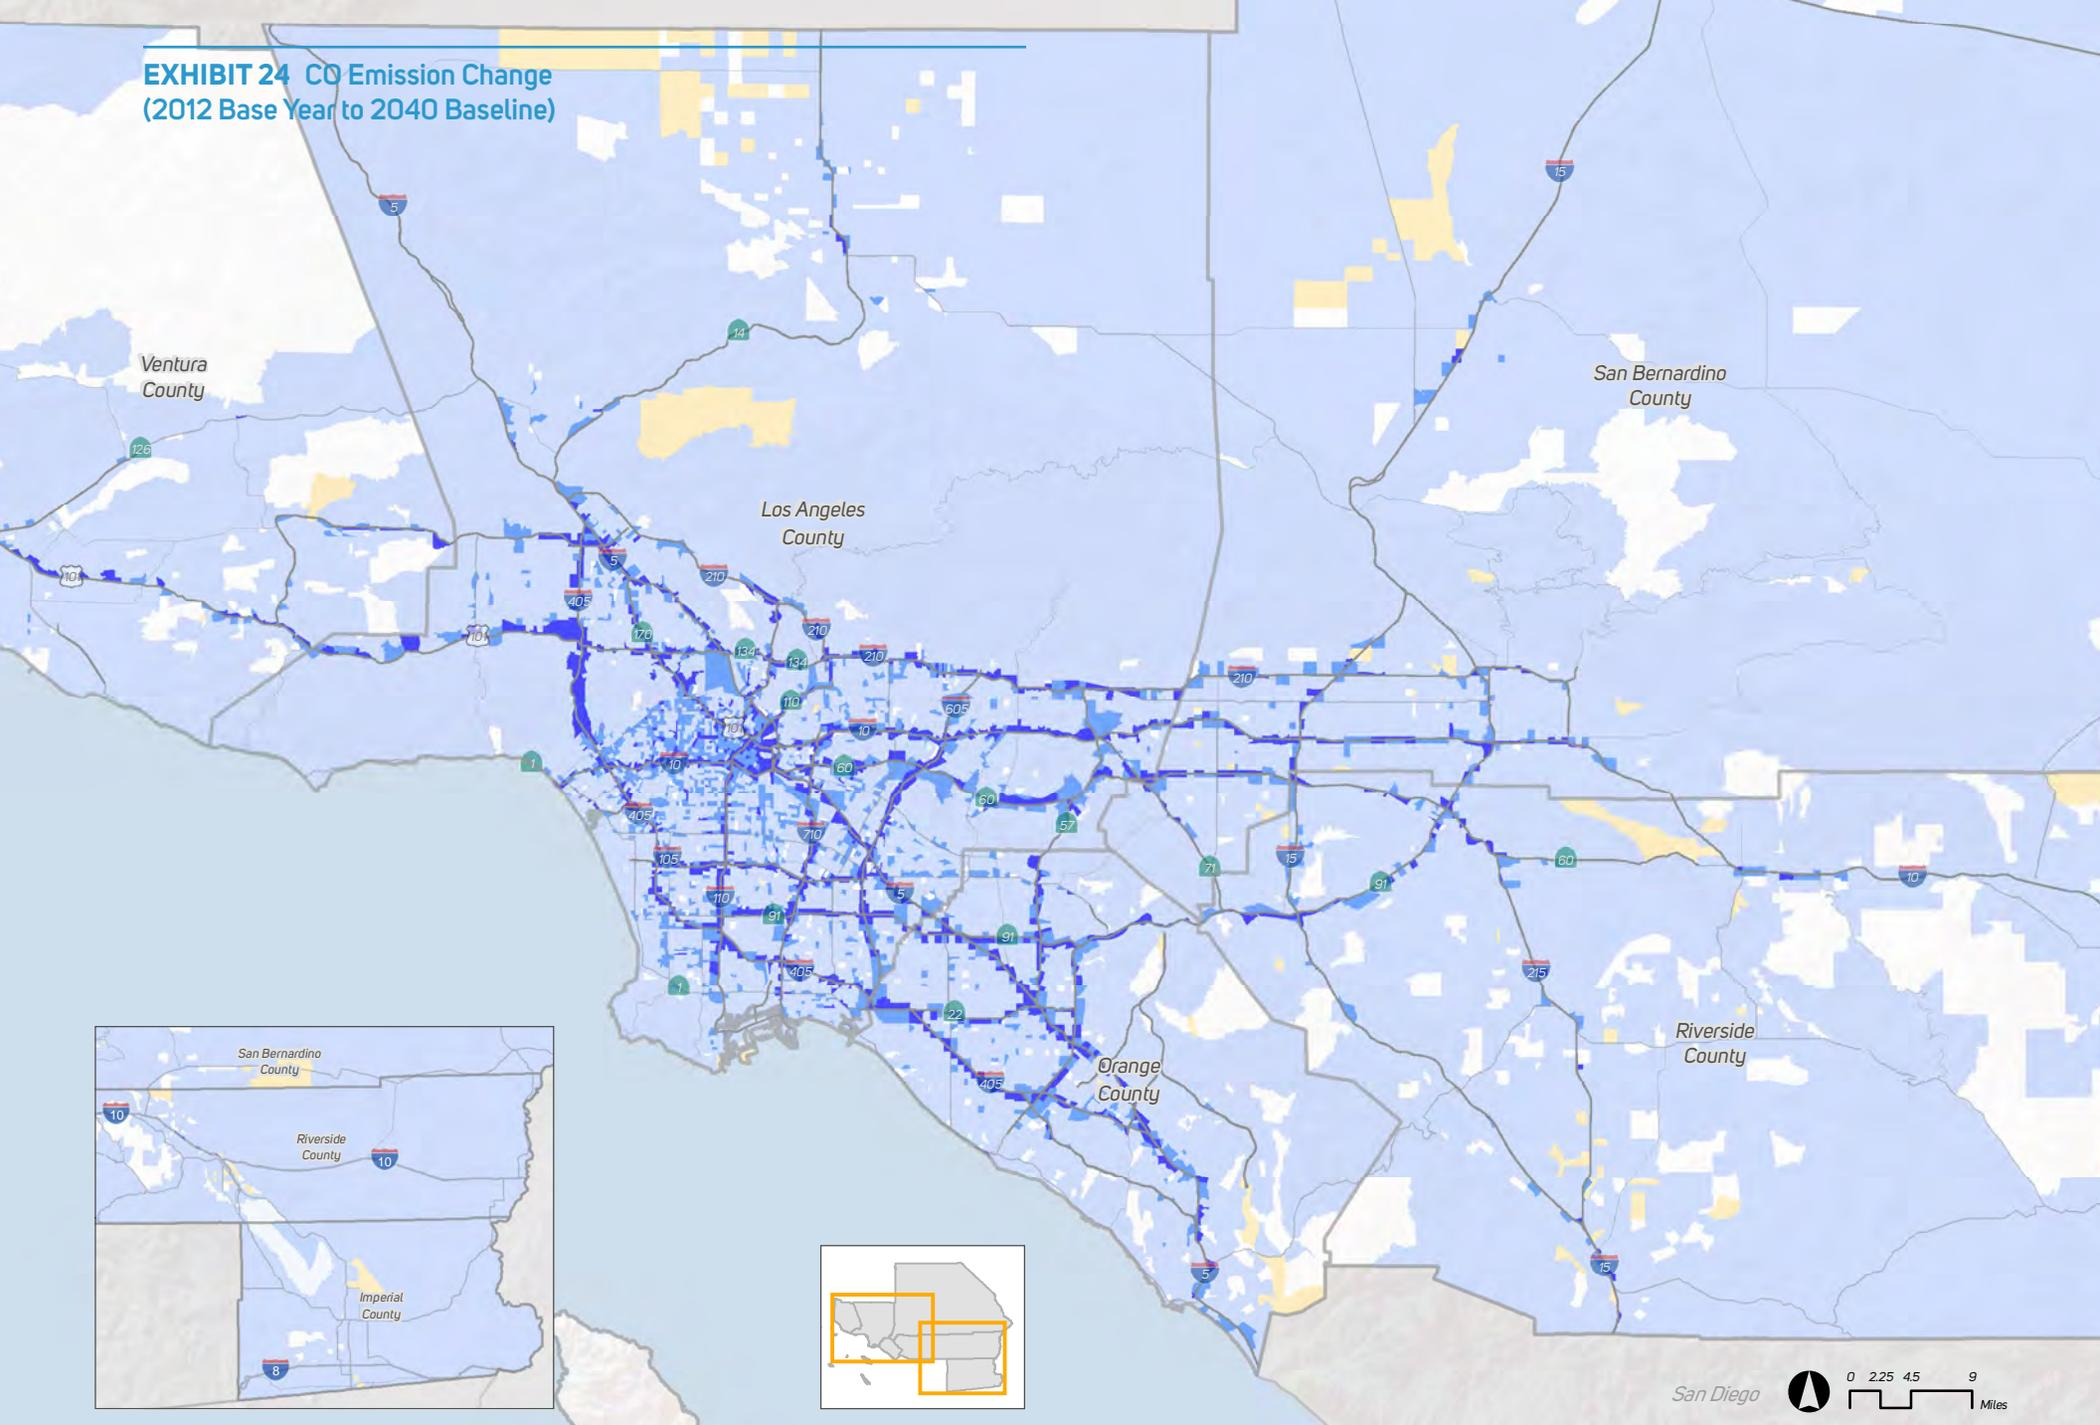 EXHIBIT 24 CO Emission Change
(2012 Base Year to 2040 Baseline)
5
15
14
Ventura
County
San Bernardino
County
126
Los Angeles
County
5
101
210
405
170
101
210
134
134
210
210
110
605
101
10
10
60
60
405
57
710
105
15
60
71
10
91
5
110
91
91
215
405
1
1
22
Riverside
County
Orange
County
405
San Bernardino
County
10
Riverside
County
10
Imperial
County
8
5
15
San Diego
0 2.25 4.5 9
Miles